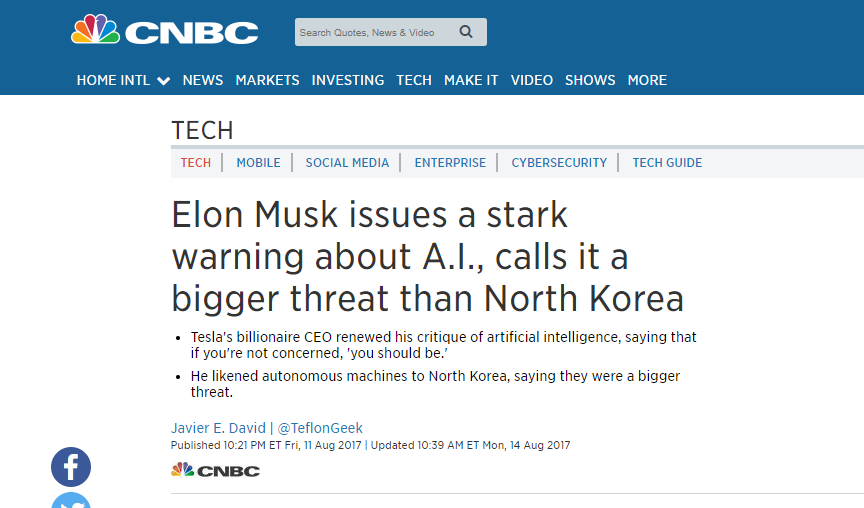 CNBC
Search Quotes, News & Video
HOME INTL NEWS MARKETS INVESTING TECH MAKE IT VIDEO SHOWS MORE
TECH
TECH | MOBILE | SOCIAL MEDIA | ENTERPRISE | CYBERSECURITY | TECH GUIDE
Elon Musk issues a stark
warning about A.I., calls it a
bigger threat than North Korea
• Tesla's billionaire CEO renewed his critique of artificial intelligence, saying that
if you're not concerned, 'you should be.'
• He likened autonomous machines to North Korea, saying they were a bigger
threat.
Javier E. David | @TeflonGeek
Published 10:21 PM ET Fri, 11 Aug 2017 | Updated 10:39 AM ET Mon, 14 Aug 2017
CNBC